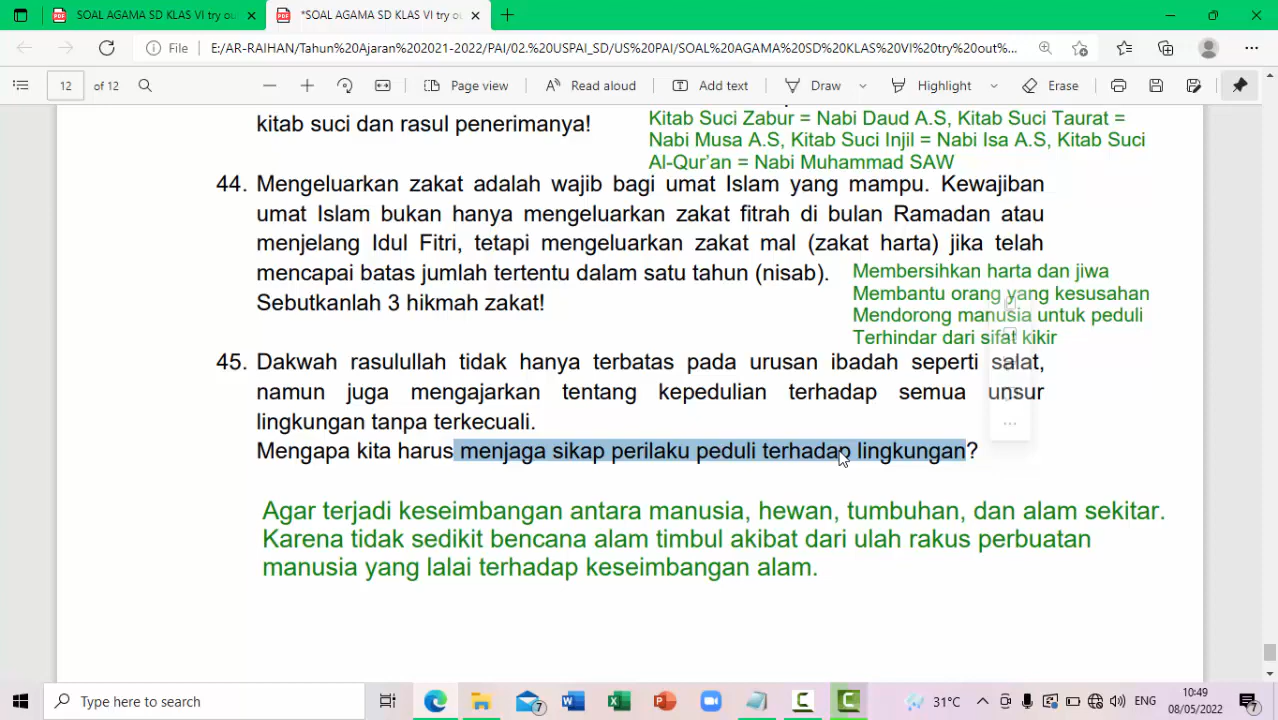 SOAL AGAMA SD KLAS VI try ou
*SOAL AGAMA SD KLAS VI try o
File
E:/AR-RAIHAN/Tahun%20Ajaran%202021-2022/PAI/02.%20USPAI_SD/US%20PAI/SOAL%20AGAMA%20SD%20KLAS%20VI%20try%20out%...
12 of 12
Page view
Read aloud
Add text
Draw
Highlight
Erase
kitab suci dan rasul penerimanya!
Kitab Suci Zabur = Nabi Daud A.S, Kitab Suci Taurat =
Nabi Musa A.S, Kitab Suci Injil = Nabi Isa A.S, Kitab Suci
Al-Qur'an = Nabi Muhammad SAW
44. Mengeluarkan zakat adalah wajib bagi umat Islam yang mampu. Kewajiban
umat Islam bukan hanya mengeluarkan zakat fitrah di bulan Ramadan atau
menjelang Idul Fitri, tetapi mengeluarkan zakat mal (zakat harta) jika telah
mencapai batas jumlah tertentu dalam satu tahun (nisab).
Sebutkanlah 3 hikmah zakat!
Membersihkan harta dan jiwa
Membantu orang yang kesusahan
Mendorong manusia untuk peduli
Terhindar dari sifat kikir
45. Dakwah rasulullah tidak hanya terbatas pada urusan ibadah seperti salat,
namun juga mengajarkan tentang kepedulian terhadap semua unsur
lingkungan tanpa terkecuali.
Mengapa kita harus menjaga sikap perilaku peduli terhadap lingkungan?
Agar terjadi keseimbangan antara manusia, hewan, tumbuhan, dan alam sekitar.
Karena tidak sedikit bencana alam timbul akibat dari ulah rakus perbuatan
manusia yang lalai terhadap keseimbangan alam.
Type here to search
7
31°C
ENG
10:49
08/05/2022
7